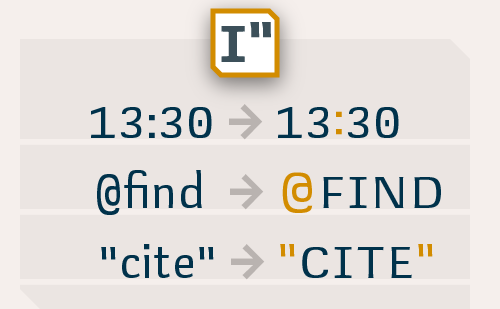 I"
13:30 → 13:30
@find → @FIND
"cite" → "CITE"